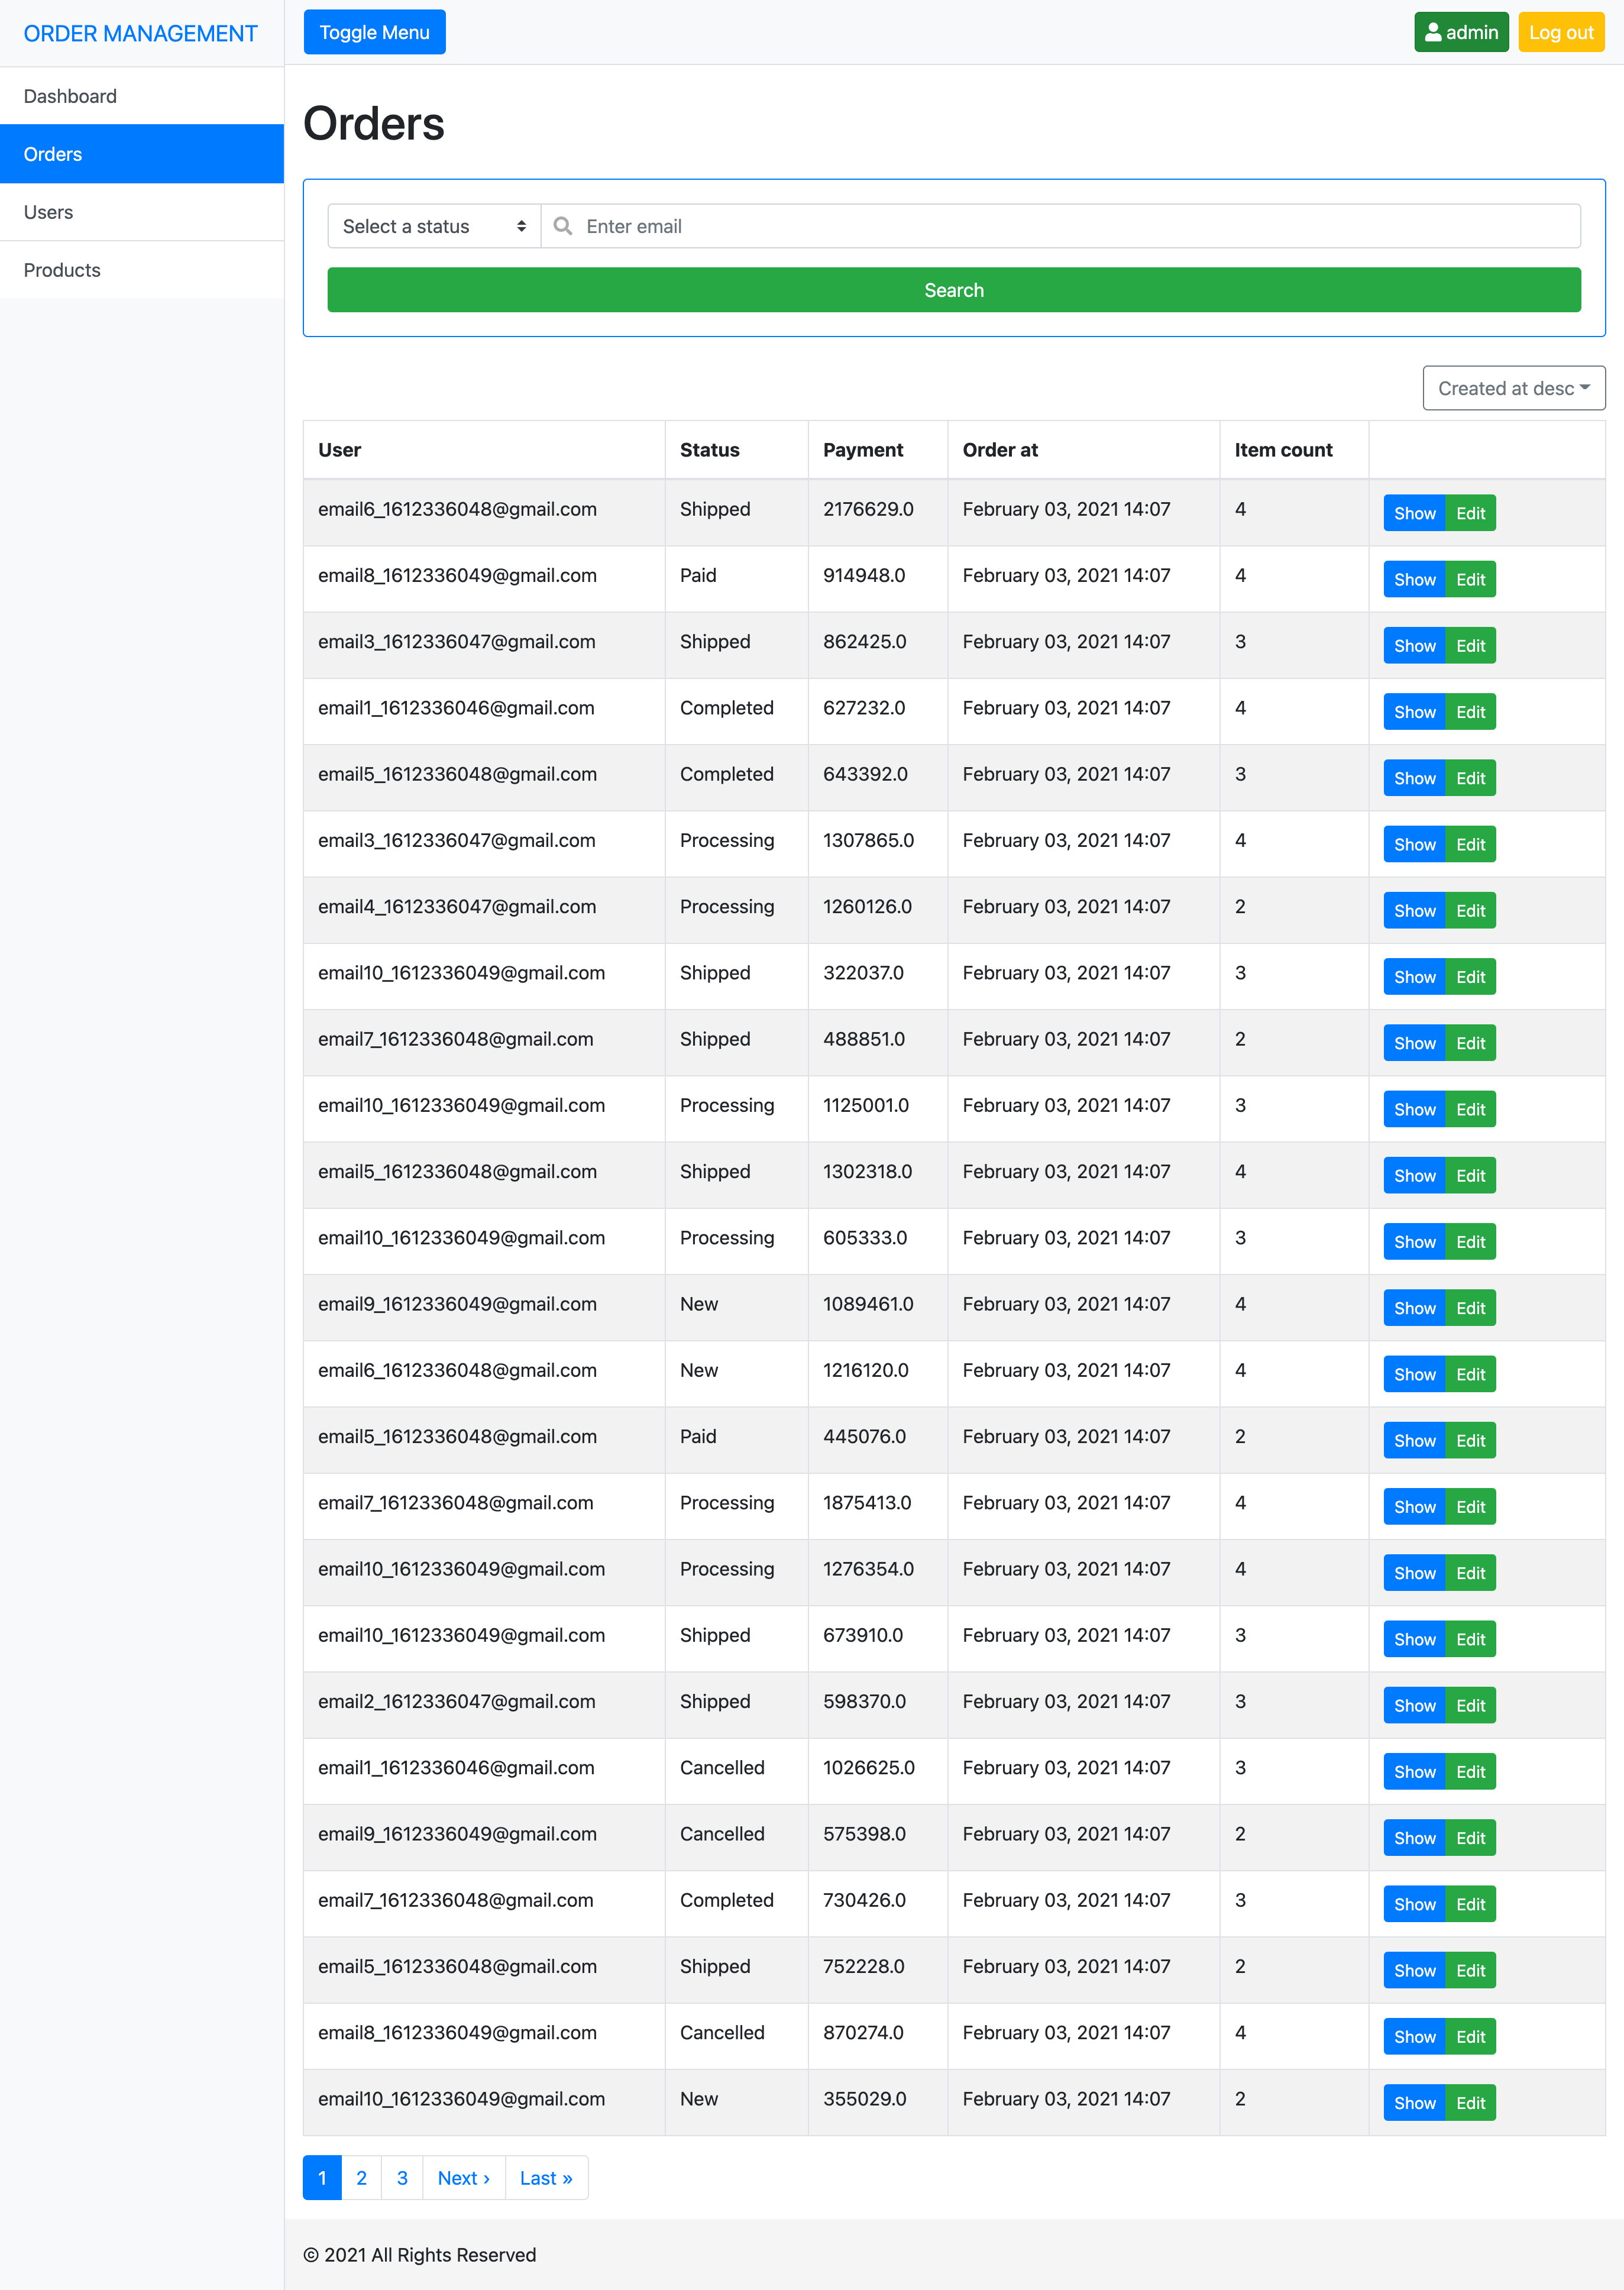 ORDER MANAGEMENT
Toggle Menu
admin
Log out
Dashboard
Orders
Users
Products
Orders
Select a status
Enter email
Search
Created at desc
User Status Payment Order at Item count
email6_1612336048@gmail.com Shipped 2176629.0 February 03, 2021 14:07 4 Show Edit
email8_1612336049@gmail.com Paid 914948.0 February 03, 2021 14:07 4 Show Edit
email3_1612336047@gmail.com Shipped 862425.0 February 03, 2021 14:07 3 Show Edit
email1_1612336046@gmail.com Completed 627232.0 February 03, 2021 14:07 4 Show Edit
email5_1612336048@gmail.com Completed 643392.0 February 03, 2021 14:07 3 Show Edit
email3_1612336047@gmail.com Processing 1307865.0 February 03, 2021 14:07 4 Show Edit
email4_1612336047@gmail.com Processing 1260126.0 February 03, 2021 14:07 2 Show Edit
email10_1612336049@gmail.com Shipped 322037.0 February 03, 2021 14:07 3 Show Edit
email7_1612336048@gmail.com Shipped 488851.0 February 03, 2021 14:07 2 Show Edit
email10_1612336049@gmail.com Processing 1125001.0 February 03, 2021 14:07 3 Show Edit
email5_1612336048@gmail.com Shipped 1302318.0 February 03, 2021 14:07 4 Show Edit
email10_1612336049@gmail.com Processing 605333.0 February 03, 2021 14:07 3 Show Edit
email9_1612336049@gmail.com New 1089461.0 February 03, 2021 14:07 4 Show Edit
email6_1612336048@gmail.com New 1216120.0 February 03, 2021 14:07 4 Show Edit
email5_1612336048@gmail.com Paid 445076.0 February 03, 2021 14:07 2 Show Edit
email7_1612336048@gmail.com Processing 1875413.0 February 03, 2021 14:07 4 Show Edit
email10_1612336049@gmail.com Processing 1276354.0 February 03, 2021 14:07 4 Show Edit
email10_1612336049@gmail.com Shipped 673910.0 February 03, 2021 14:07 3 Show Edit
email2_1612336047@gmail.com Shipped 598370.0 February 03, 2021 14:07 3 Show Edit
email1_1612336046@gmail.com Cancelled 1026625.0 February 03, 2021 14:07 3 Show Edit
email9_1612336049@gmail.com Cancelled 575398.0 February 03, 2021 14:07 2 Show Edit
email7_1612336048@gmail.com Completed 730426.0 February 03, 2021 14:07 3 Show Edit
email5_1612336048@gmail.com Shipped 752228.0 February 03, 2021 14:07 2 Show Edit
email8_1612336049@gmail.com Cancelled 870274.0 February 03, 2021 14:07 4 Show Edit
email10_1612336049@gmail.com New 355029.0 February 03, 2021 14:07 2 Show Edit
1 2 3 Next › Last »
© 2021 All Rights Reserved